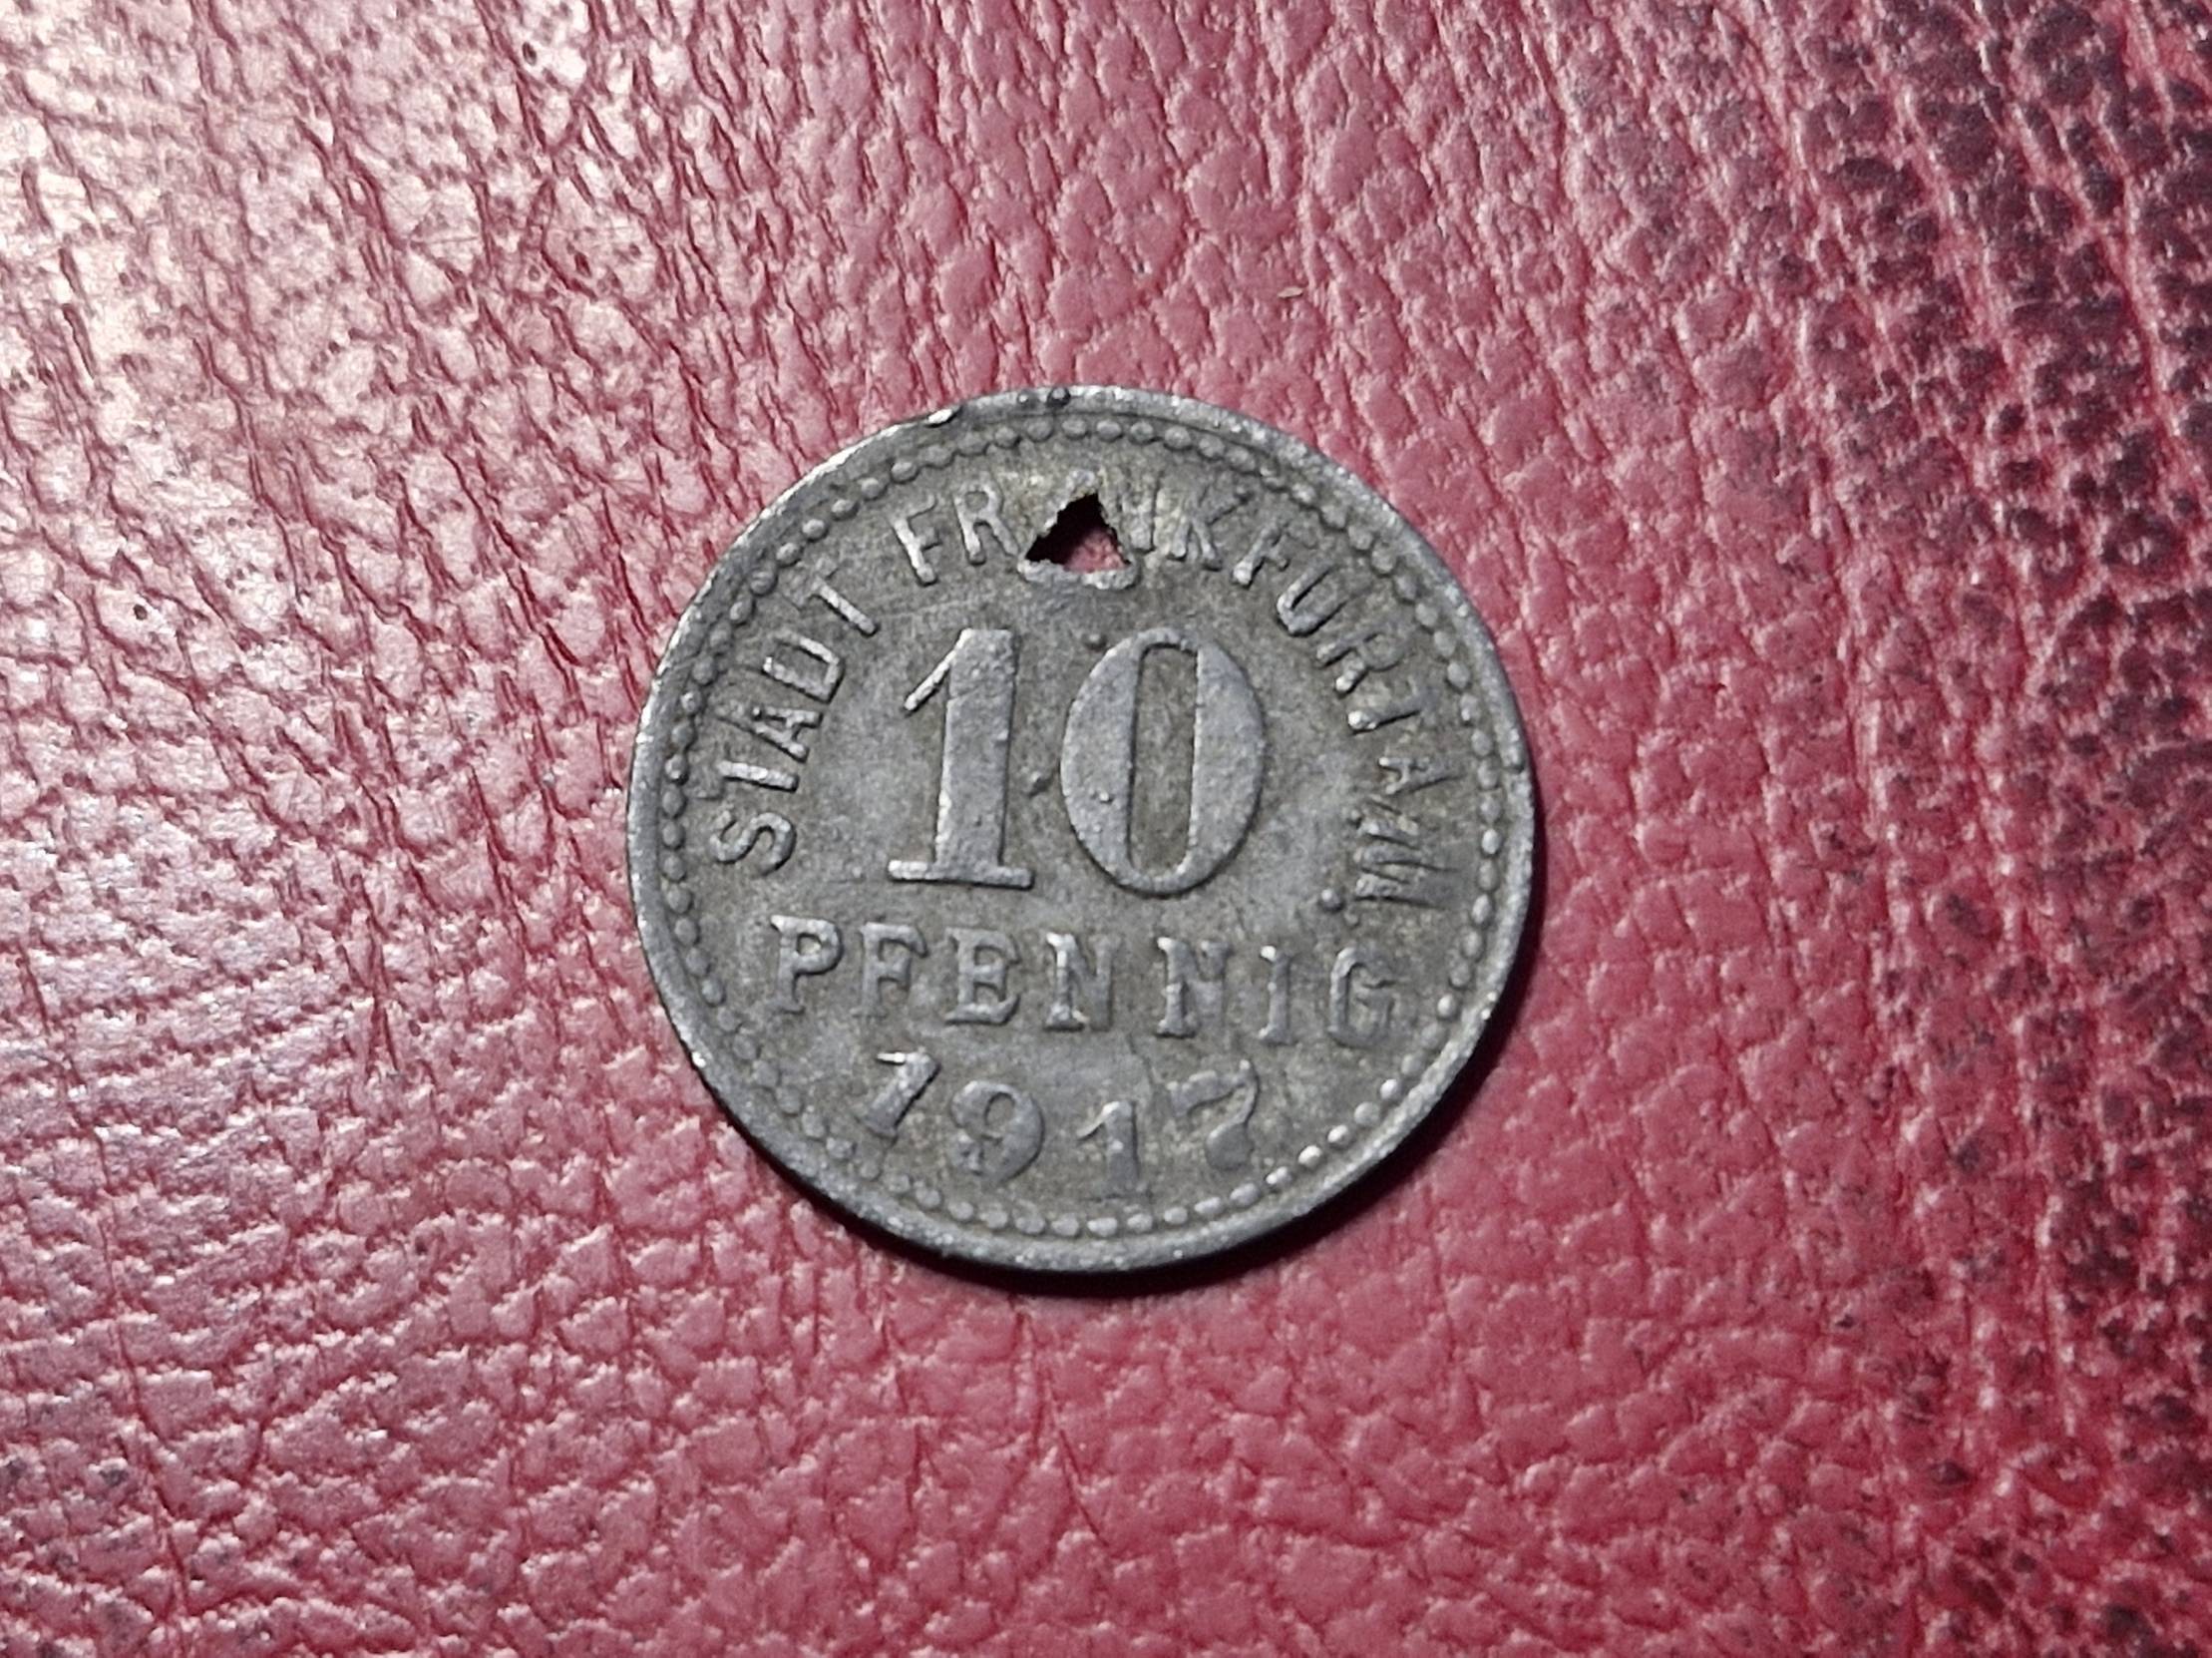 STADT FRANKFURT A/M.
10
PFENNIG
1917